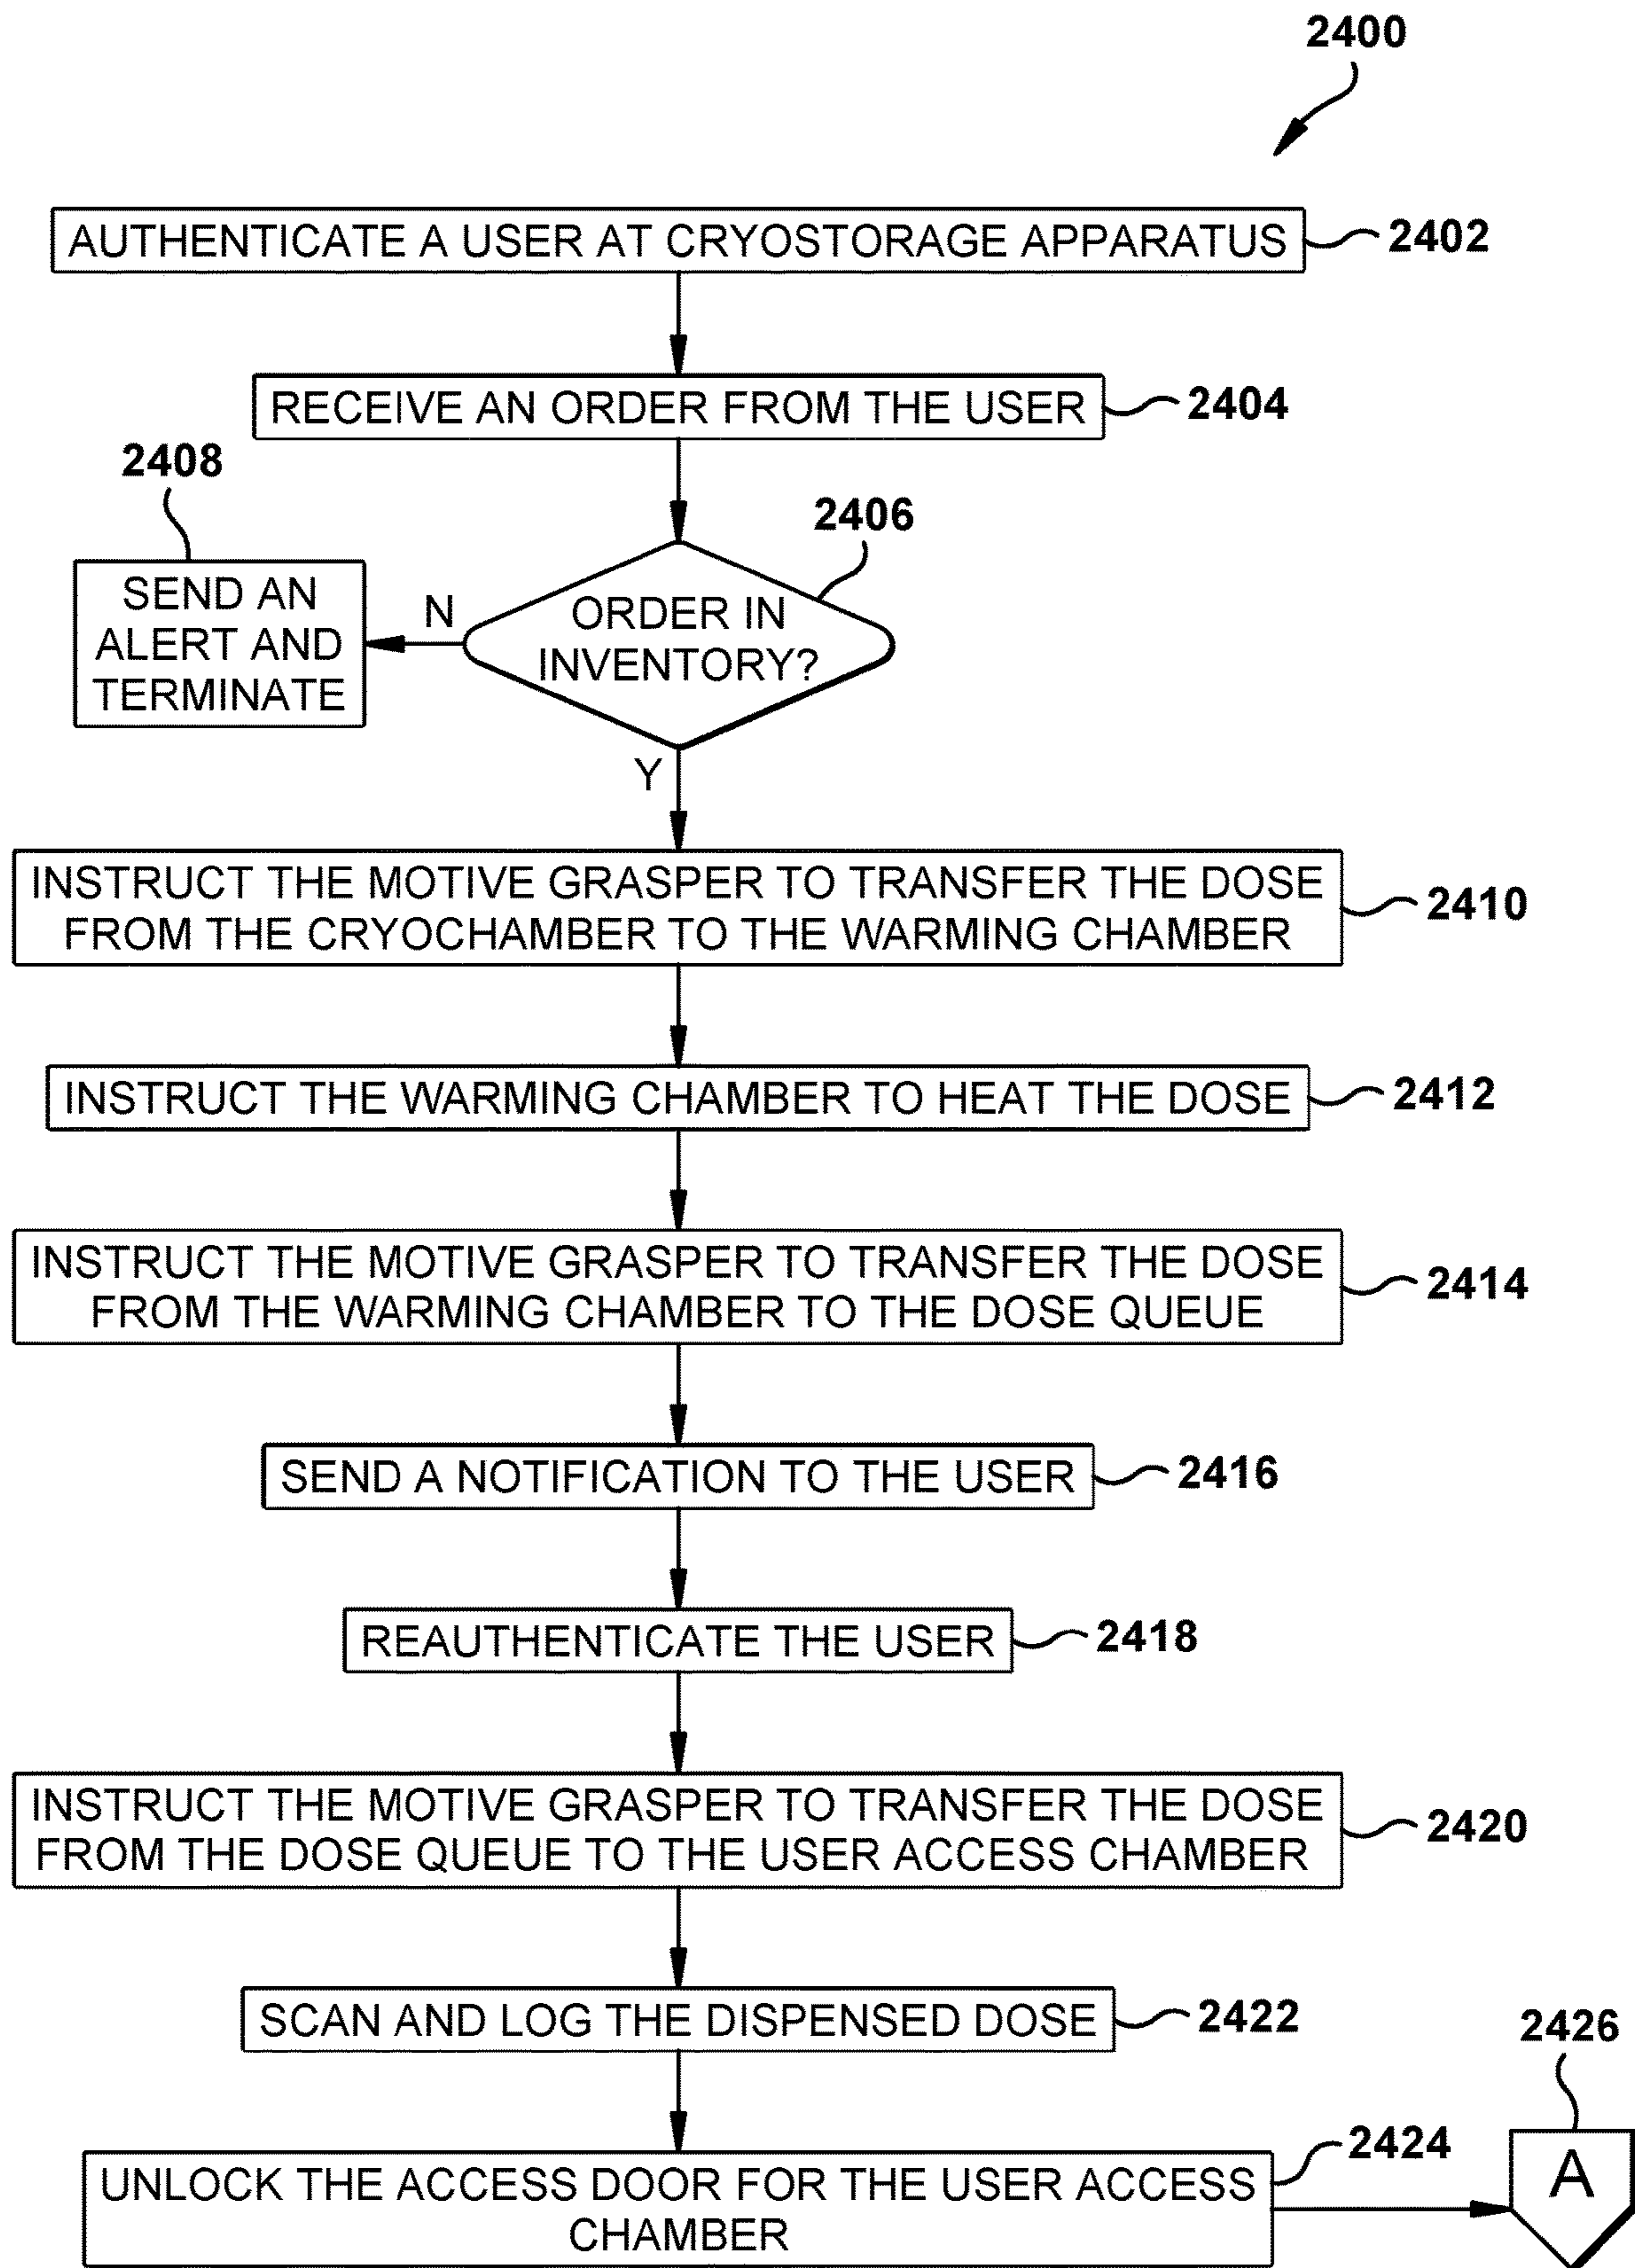 2400
AUTHENTICATE A USER AT CRYOSTORAGE APPARATUS
2402
RECEIVE AN ORDER FROM THE USER
2404
2408
2406
SEND AN
ALERT AND
TERMINATE
N
ORDER IN
INVENTORY?
Y
INSTRUCT THE MOTIVE GRASPER TO TRANSFER THE DOSE
FROM THE CRYOCHAMBER TO THE WARMING CHAMBER
2410
INSTRUCT THE WARMING CHAMBER TO HEAT THE DOSE
2412
INSTRUCT THE MOTIVE GRASPER TO TRANSFER THE DOSE
FROM THE WARMING CHAMBER TO THE DOSE QUEUE
2414
SEND A NOTIFICATION TO THE USER
2416
REAUTHENTICATE THE USER
2418
INSTRUCT THE MOTIVE GRASPER TO TRANSFER THE DOSE
FROM THE DOSE QUEUE TO THE USER ACCESS CHAMBER
2420
SCAN AND LOG THE DISPENSED DOSE
2422
2426
UNLOCK THE ACCESS DOOR FOR THE USER ACCESS
CHAMBER
2424
A